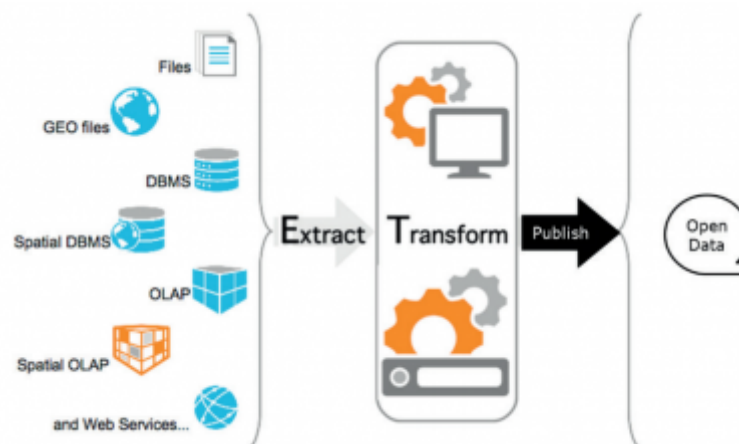 Files
GEO files
DBMS
Spatial DBMS
OLAP
Spatial OLAP
and Web Services...
Extract
Transform
Publish
Open
Data